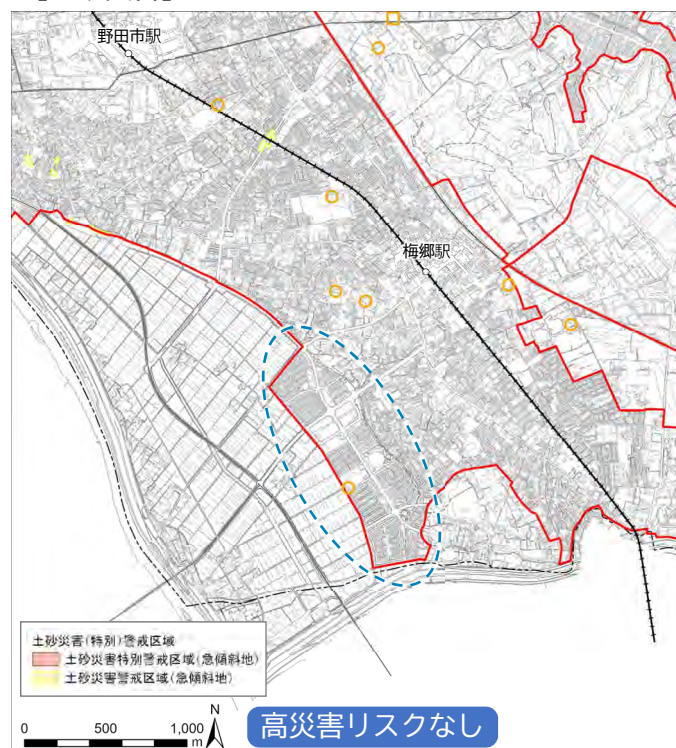 野田市駅
梅郷駅
土砂災害(特別)警戒区域
土砂災害特別警戒区域(急傾斜地)
土砂災害警戒区域(急傾斜地)
0 500 1,000 m
N
高災害リスクなし